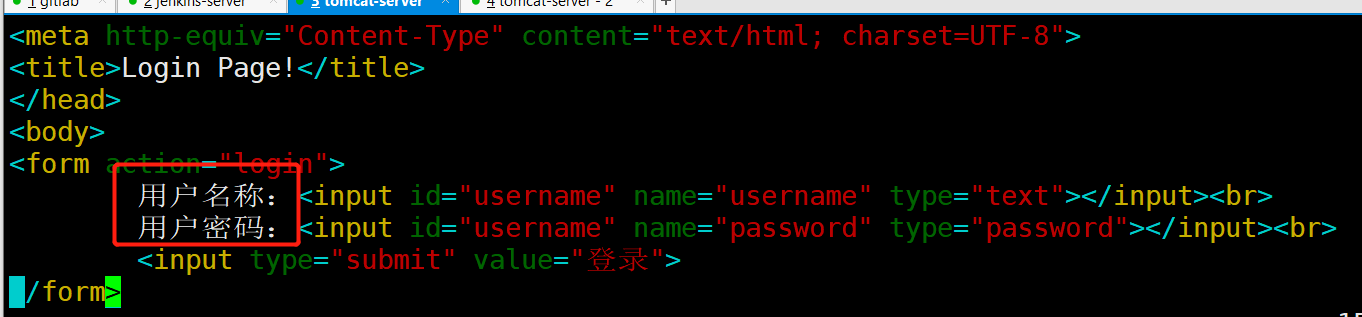 1 gitlab 2 jenkins-server 3 tomcat-server 4 tomcat-server - 2
<meta http-equiv="Content-Type" content="text/html; charset=UTF-8">
<title>Login Page!</title>
</head>
<body>
<form action="login">
用户名称：<input id="username" name="username" type="text"></input><br>
用户密码：<input id="username" name="password" type="password"></input><br>
<input type="submit" value="登录">
</form>